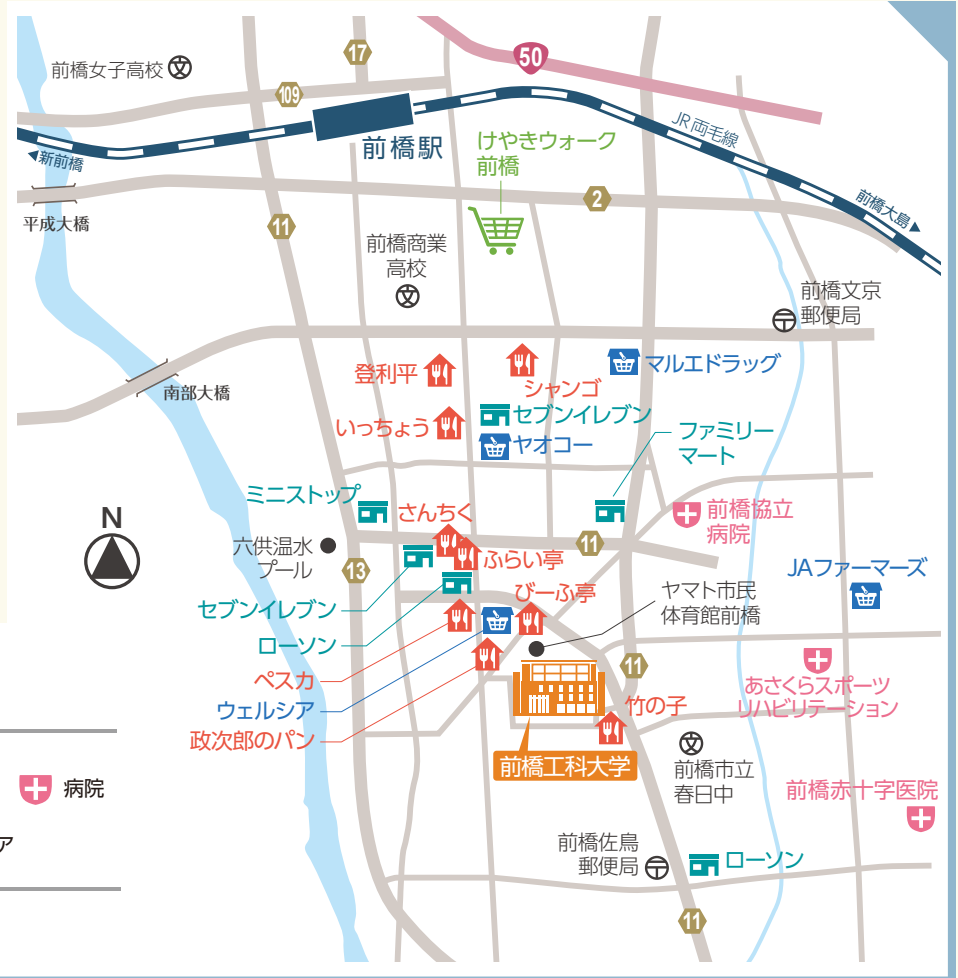 前橋女子高校
文
17
50
109
前橋駅
JR両毛線
けやきウォーク
前橋
新前橋
平成大橋
2
前橋大島
11
前橋商業
高校
文
前橋文京
郵便局
南部大橋
登利平
シャンゴ
マルエドラッグ
いっちょう
セブンイレブン
ヤオコー
ファミリー
マート
ミニストップ
さんちく
前橋協立
病院
N
六供温水
プール
11
13
ふらい亭
JAファーマーズ
びーふ亭
ヤマト市民
体育館前橋
セブンイレブン
ローソン
ペスカ
ウェルシア
政次郎のパン
11
竹の子
あさくらスポーツ
リハビリテーション
前橋工科大学
文
前橋市立
春日中
病院
前橋赤十字医院
ア
前橋佐鳥
郵便局
ローソン
11